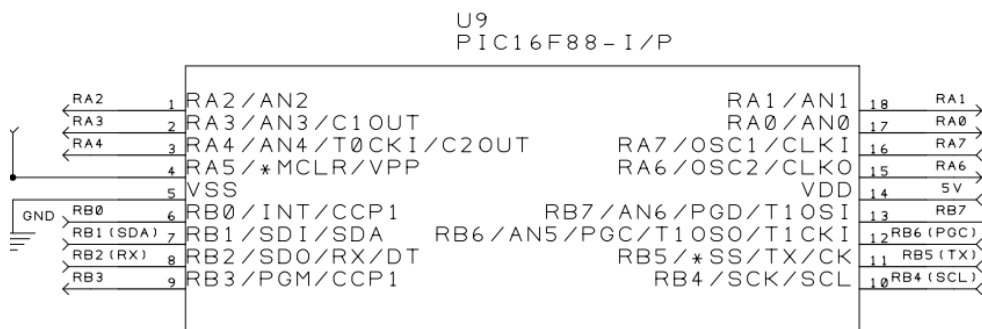 U9
PIC16F88-I/P
RA2 1 RA2/AN2 RA1/AN1 18 RA1
RA3 2 RA3/AN3/C1OUT RA0/AN0 17 RA0
RA4 3 RA4/AN4/T0CKI/C2OUT RA7/OSC1/CLKI 16 RA7
4 RA5/*MCLR/VPP RA6/OSC2/CLKO 15 RA6
5 VSS VDD 14 5V
GND RB0 6 RB0/INT/CCP1 RB7/AN6/PGD/T1OSI 13 RB7
RB1(SDA) 7 RB1/SDI/SDA RB6/AN5/PGC/T1OSO/T1CKI 12 RB6(PGC)
RB2(RX) 8 RB2/SDO/RX/DT RB5/*SS/TX/CK 11 RB5(TX)
RB3 9 RB3/PGM/CCP1 RB4/SCK/SCL 10 RB4(SCL)